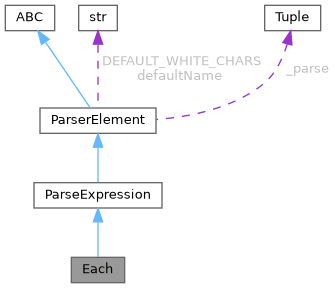 ABC
str
Tuple
DEFAULT_WHITE_CHARS
defaultName
_parse
ParserElement
ParseExpression
Each